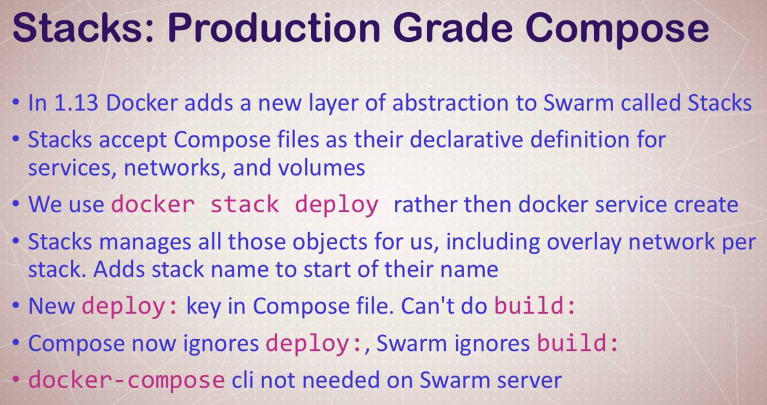 Stacks: Production Grade Compose
• In 1.13 Docker adds a new layer of abstraction to Swarm called Stacks
• Stacks accept Compose files as their declarative definition for
services, networks, and volumes
• We use docker stack deploy rather then docker service create
• Stacks manages all those objects for us, including overlay network per
stack. Adds stack name to start of their name
• New deploy: key in Compose file. Can't do build:
• Compose now ignores deploy:, Swarm ignores build:
• docker-compose cli not needed on Swarm server